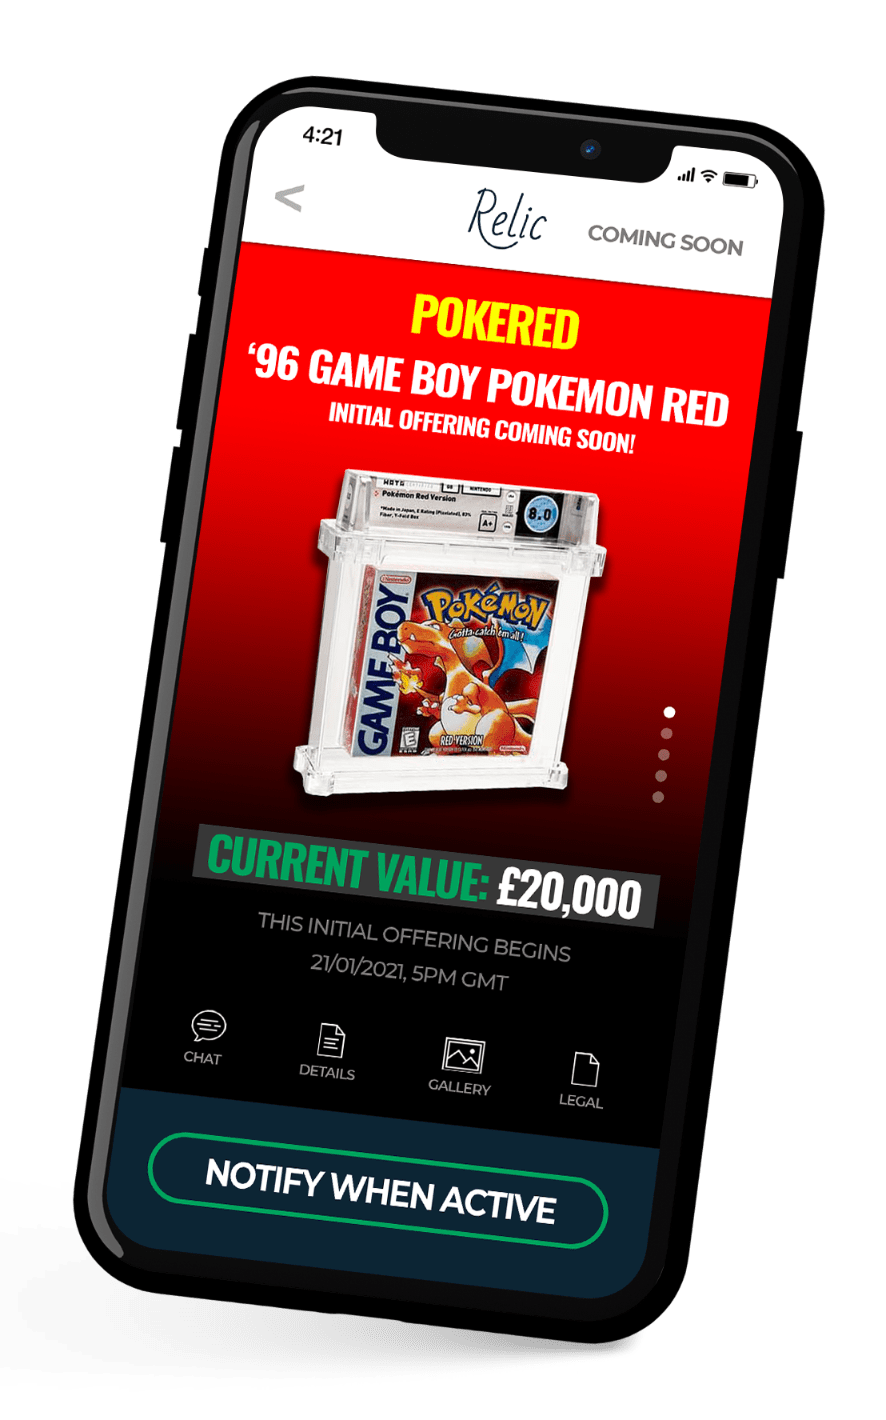 4:21
<
Relic
COMING SOON
POKERED
‘96 GAME BOY POKEMON RED
INITIAL OFFERING COMING SOON!
Pokémon Red Version
*Made in Japan, E Rating (Pixelated), 83%
Fiber, Y-Fold Box
NINTENDO
A+
8.0
Nintendo
GAME BOY
POKéMON
Gotta catch 'em all!
EVERYONE
E
RED VERSION
Nintendo
CURRENT VALUE: £20,000
THIS INITIAL OFFERING BEGINS
21/01/2021, 5PM GMT
CHAT
DETAILS
GALLERY
LEGAL
NOTIFY WHEN ACTIVE